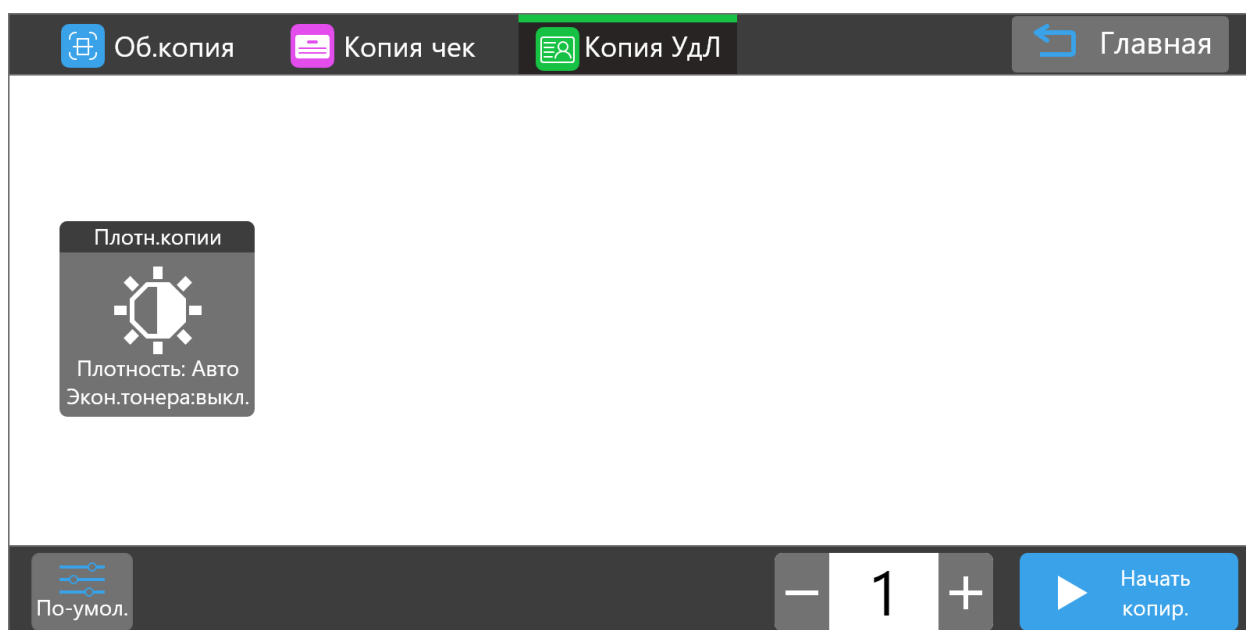 Об.копия
Копия чек
Копия УдЛ
Главная
Плотн.копии
Плотность: Авто
Экон.тонера:выкл.
По-умол.
1
Начать
копир.